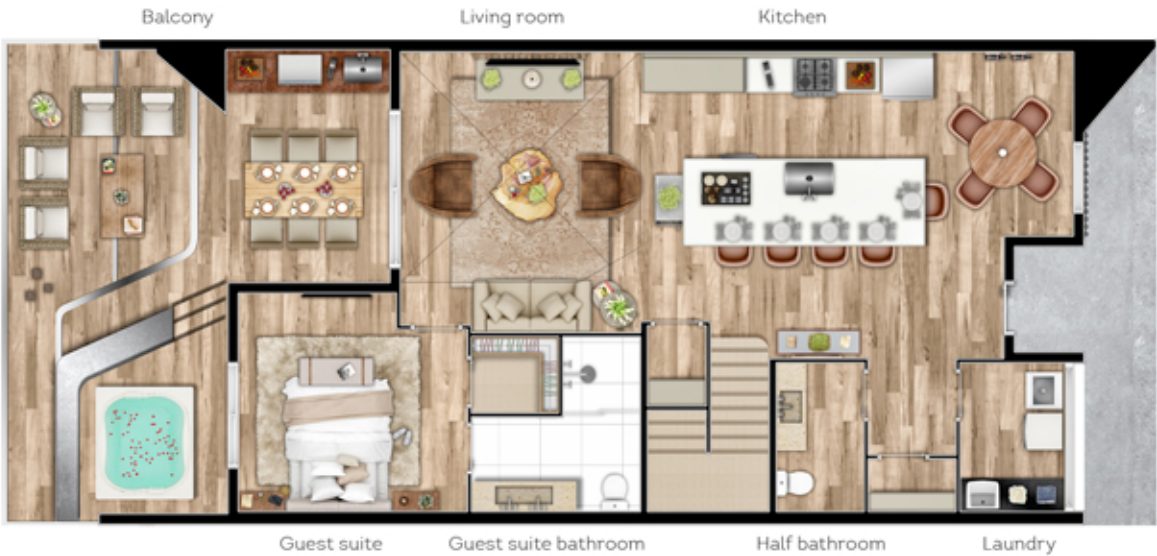 Balcony
Living room
Kitchen
Guest suite
Guest suite bathroom
Half bathroom
Laundry